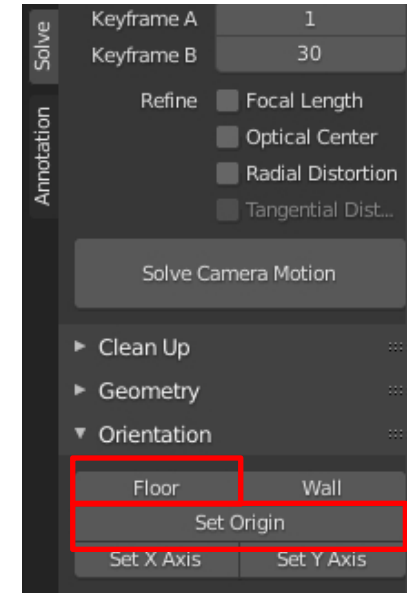 Solve
Annotation
Keyframe A 1
Keyframe B 30
Refine Focal Length
Optical Center
Radial Distortion
Tangential Dist...
Solve Camera Motion
Clean Up
Geometry
Orientation
Floor Wall
Set Origin
Set X Axis Set Y Axis